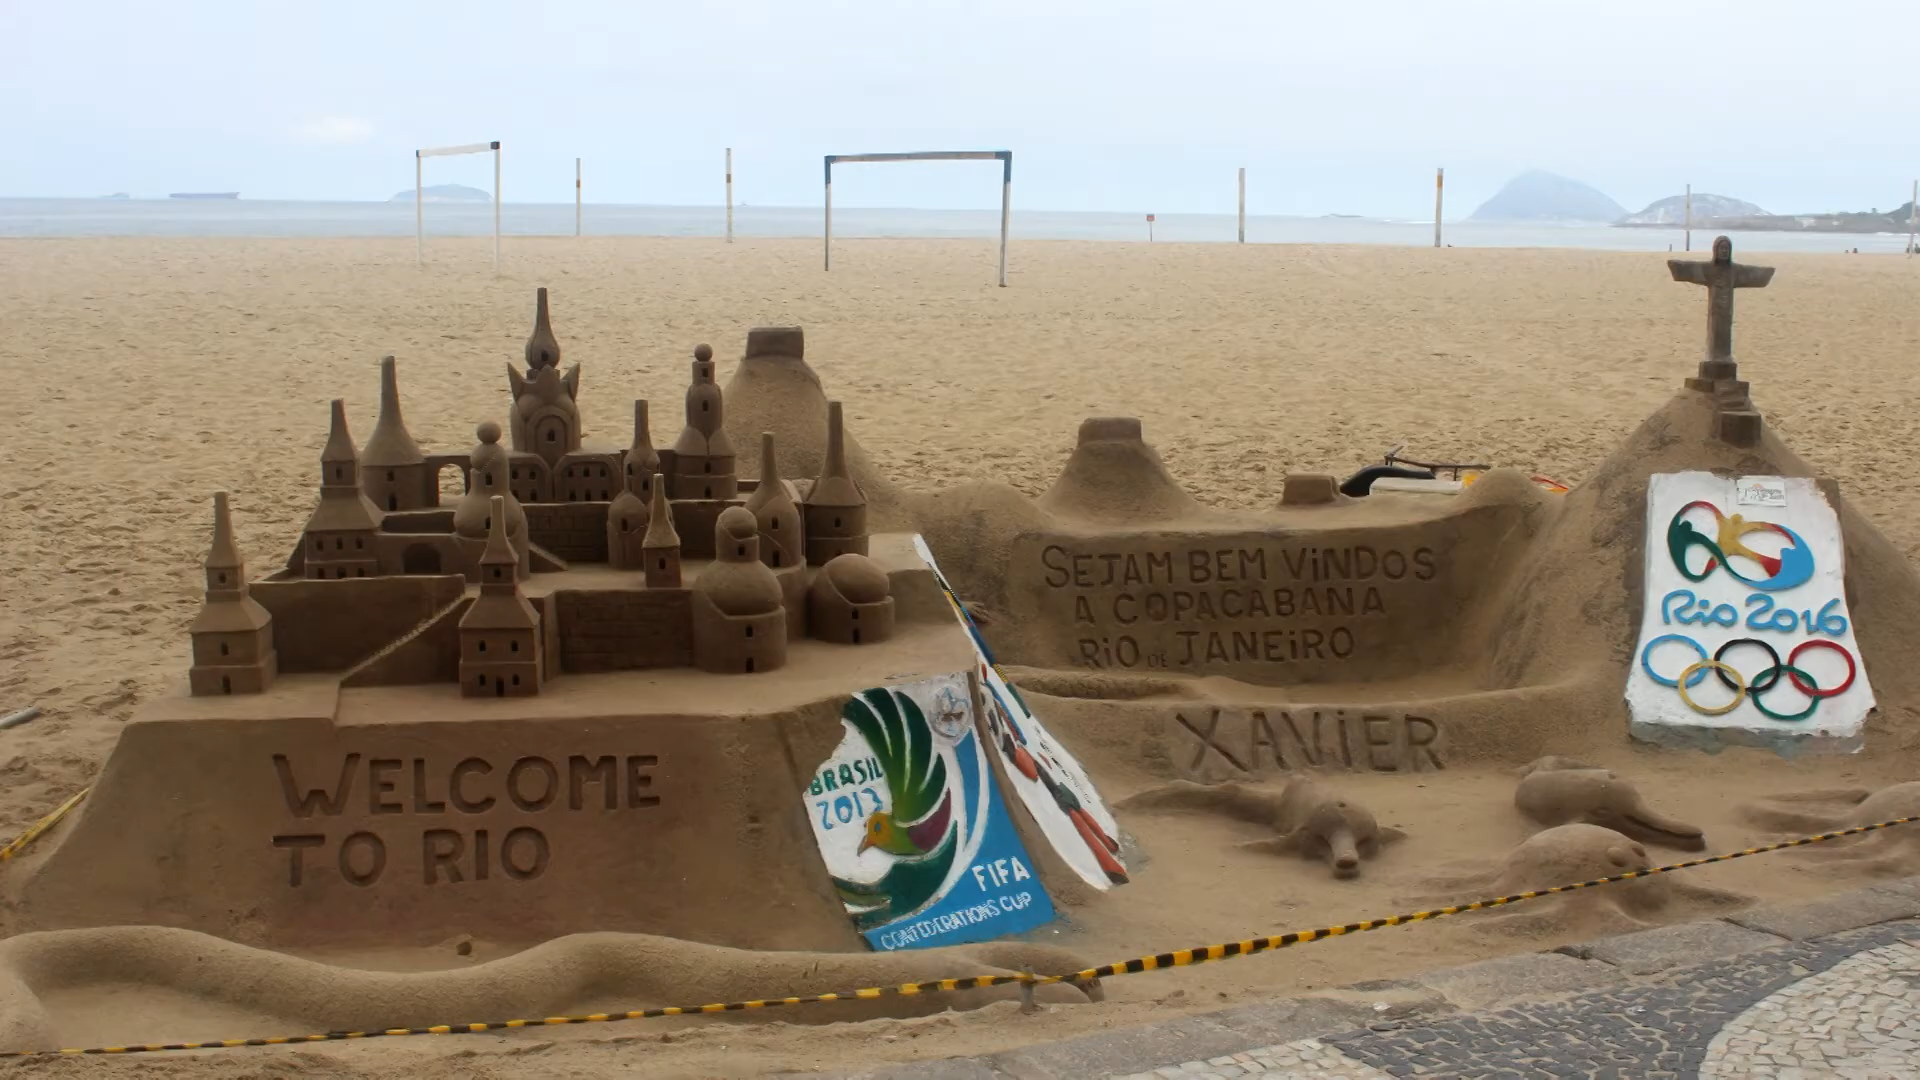 SEJAM BEM ViNDOS
A COPACABANA
RiO DE JANEiRO
XAViER
Rio 2016
WELCOME
TO RIO
BRASIL
2013
FIFA
CONFEDERATIONS CUP